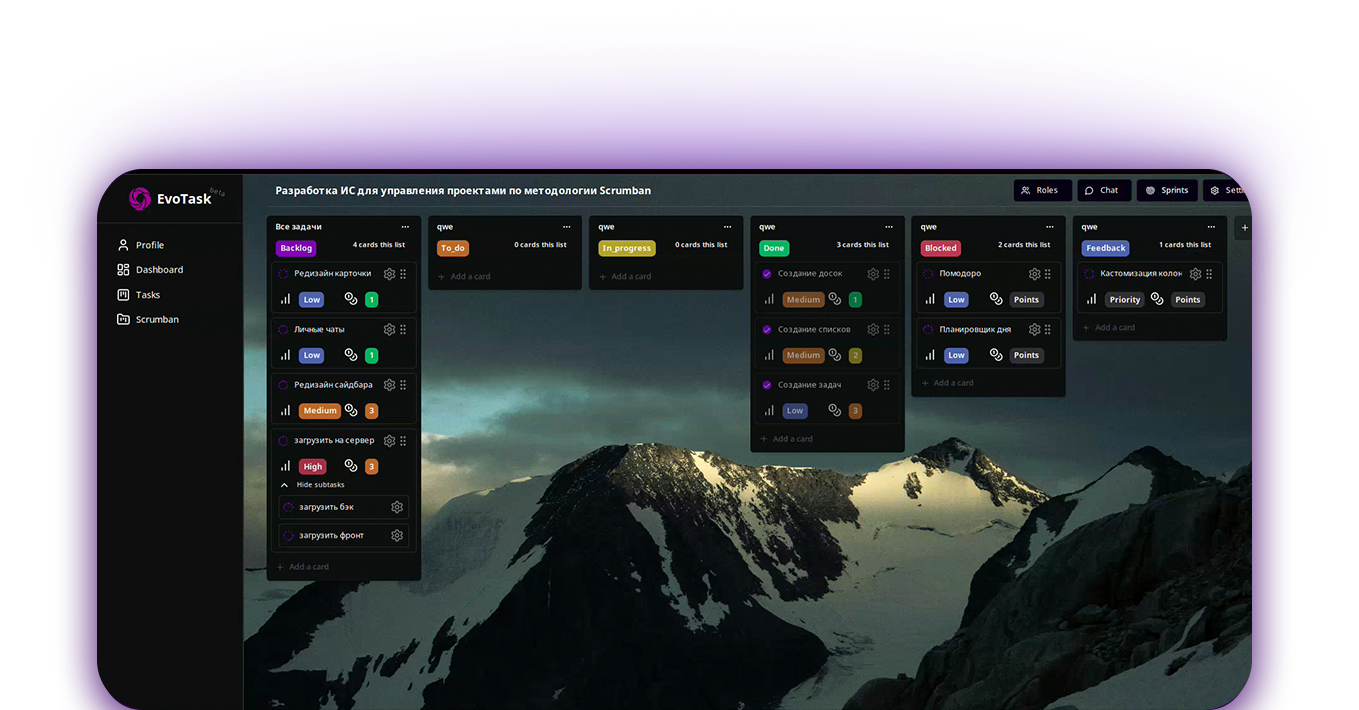 EvoTask beta
Profile
Dashboard
Tasks
Scrumban
Разработка ИС для управления проектами по методологии Scrumban
Roles
Chat
Sprints
Все задачи
Backlog
4 cards this list
Редизайн карточки
Low
1
Личные чаты
Low
1
Редизайн сайдбара
Medium
3
загрузить на сервер
High
3
Hide subtasks
загрузить бэк
загрузить фронт
+ Add a card
qwe
To_do
0 cards this list
+ Add a card
qwe
In_progress
0 cards this list
+ Add a card
qwe
Done
3 cards this list
Создание досок
Medium
1
Создание списков
Medium
2
Создание задач
Low
3
+ Add a card
qwe
Blocked
2 cards this list
Помодоро
Low
Points
Планировщик дня
Low
Points
+ Add a card
qwe
Feedback
1 cards this list
Кастомизация колон
Priority
Points
+ Add a card
+